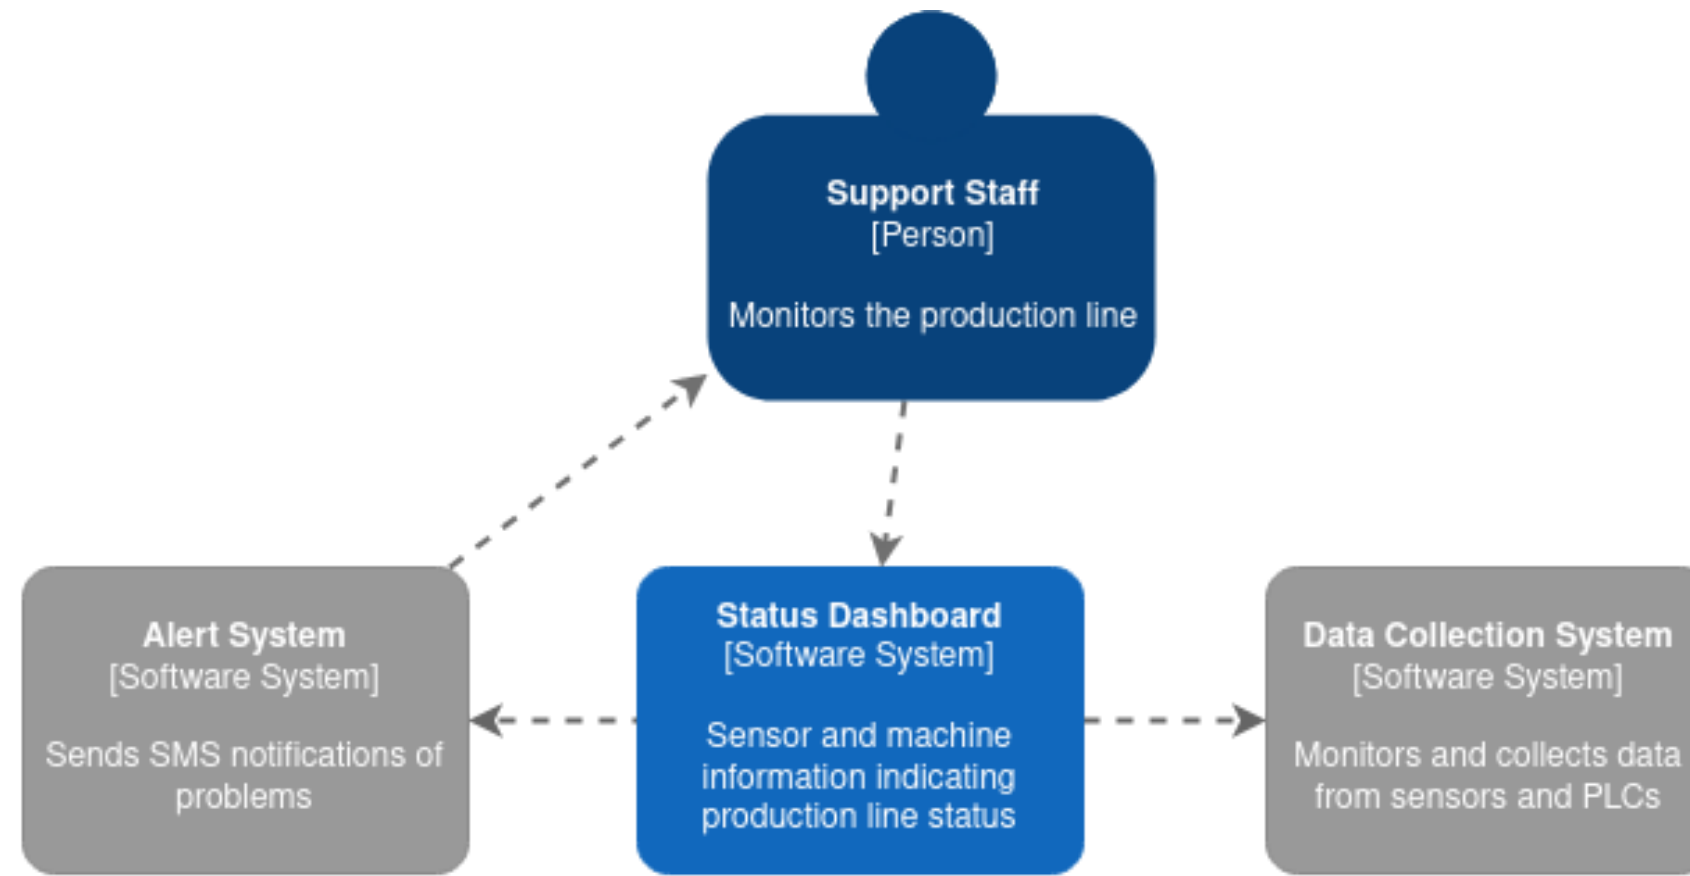 Support Staff
[Person]
Monitors the production line
Alert System
[Software System]
Sends SMS notifications of
problems
Status Dashboard
[Software System]
Sensor and machine
information indicating
production line status
Data Collection System
[Software System]
Monitors and collects data
from sensors and PLCs